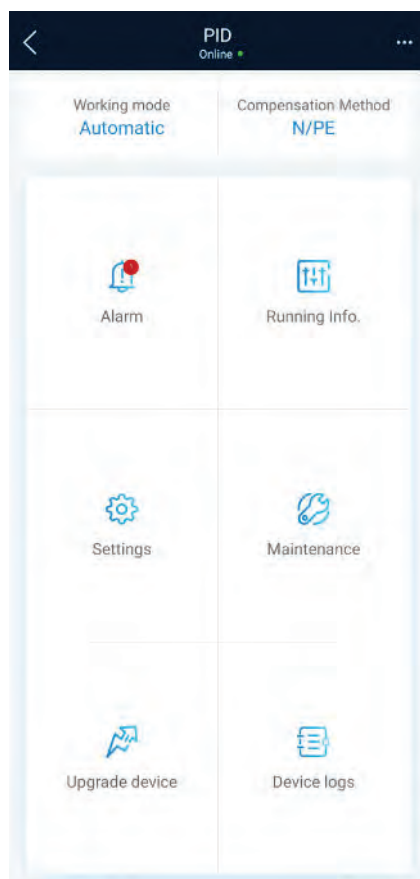 PID
Online
Working mode
Compensation Method
Automatic
N/PE
Alarm
Running Info.
Settings
Maintenance
Upgrade device
Device logs